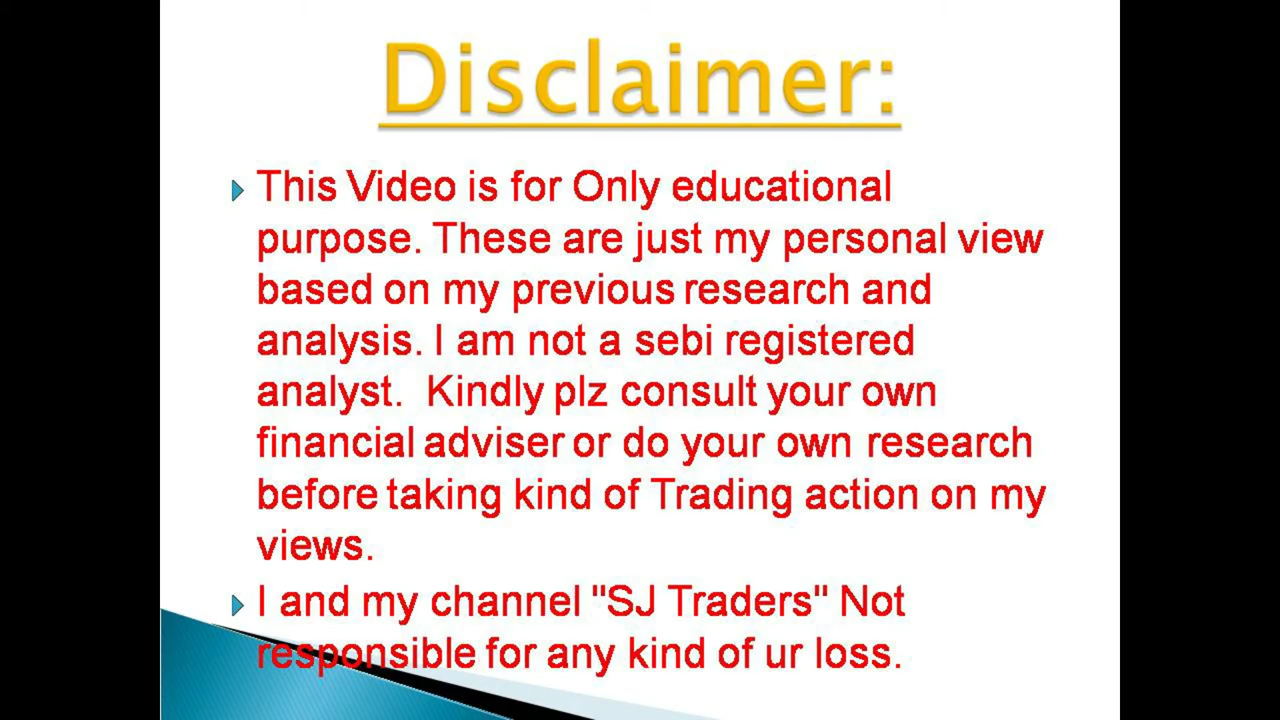 Disclaimer:
This Video is for Only educational
purpose. These are just my personal view
based on my previous research and
analysis. I am not a sebi registered
analyst.  Kindly plz consult your own
financial adviser or do your own research
before taking kind of Trading action on my
views.
I and my channel "SJ Traders" Not
responsible for any kind of ur loss.